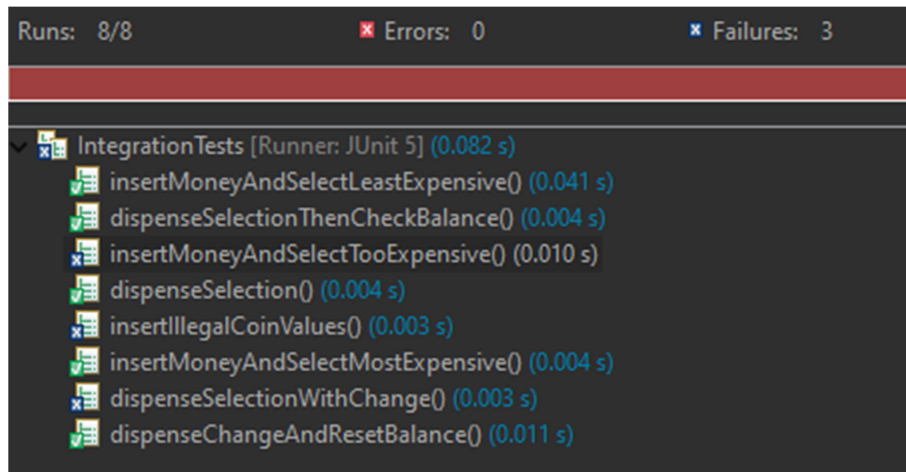 Runs: 8/8 Errors: 0 Failures: 3
IntegrationTests [Runner: JUnit 5] (0.082 s)
insertMoneyAndSelectLeastExpensive() (0.041 s)
dispenseSelectionThenCheckBalance() (0.004 s)
insertMoneyAndSelectTooExpensive() (0.010 s)
dispenseSelection() (0.004 s)
insertIllegalCoinValues() (0.003 s)
insertMoneyAndSelectMostExpensive() (0.004 s)
dispenseSelectionWithChange() (0.003 s)
dispenseChangeAndResetBalance() (0.011 s)